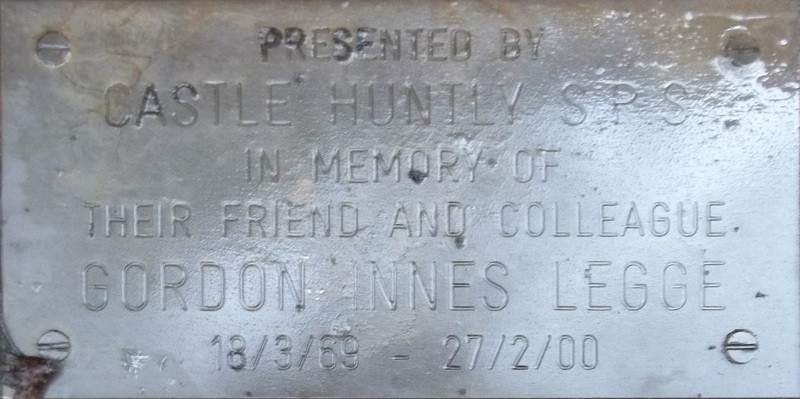 PRESENTED BY
CASTLE HUNTLY S.P.S.
IN MEMORY OF
THEIR FRIEND AND COLLEAGUE
GORDON INNES LEGGE
18/3/69 - 27/2/00